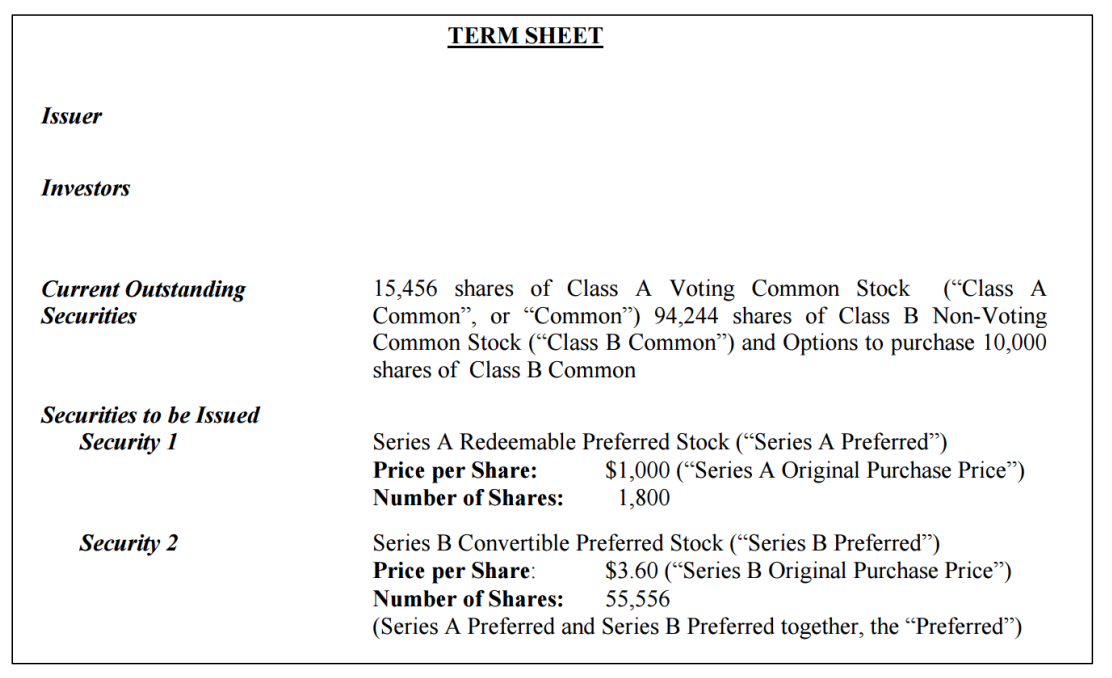 TERM SHEET
Issuer
Investors
Current Outstanding Securities
15,456 shares of Class A Voting Common Stock (“Class A
Common”, or “Common”) 94,244 shares of Class B Non-Voting
Common Stock (“Class B Common”) and Options to purchase 10,000
shares of Class B Common
Securities to be Issued
Security 1
Series A Redeemable Preferred Stock (“Series A Preferred”)
Price per Share: $1,000 (“Series A Original Purchase Price”)
Number of Shares: 1,800
Security 2
Series B Convertible Preferred Stock (“Series B Preferred”)
Price per Share: $3.60 (“Series B Original Purchase Price”)
Number of Shares: 55,556
(Series A Preferred and Series B Preferred together, the “Preferred”)